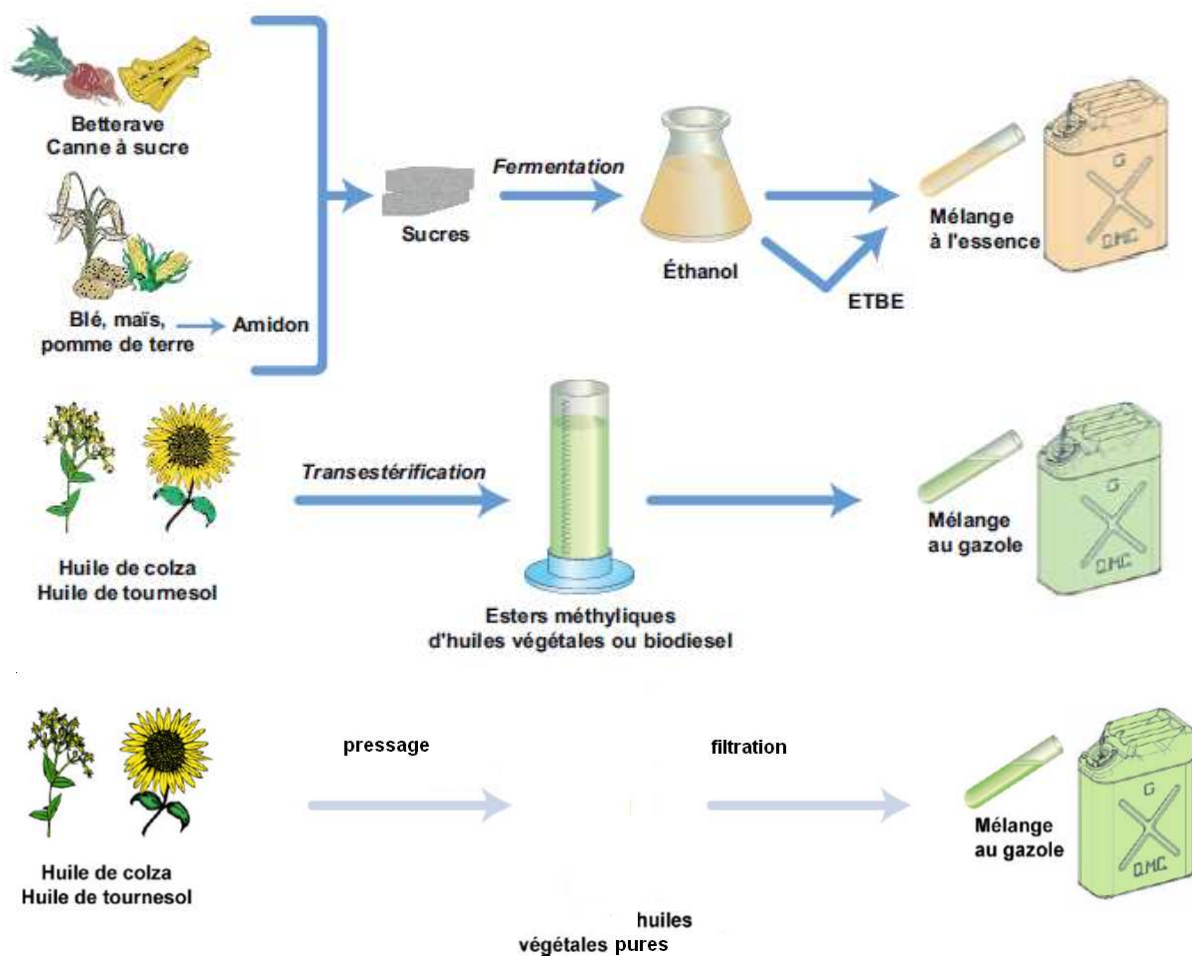 Betterave
Canne à sucre
Blé, maïs,
pomme de terre
Amidon
Sucres
Fermentation
Éthanol
ETBE
Mélange
à l'essence
G
Q.M.C.
Huile de colza
Huile de tournesol
Transestérification
Esters méthyliques
d'huiles végétales ou biodiesel
Mélange
au gazole
G
Q.M.C.
Huile de colza
Huile de tournesol
pressage
huiles
végétales pures
filtration
Mélange
au gazole
G
Q.M.C.